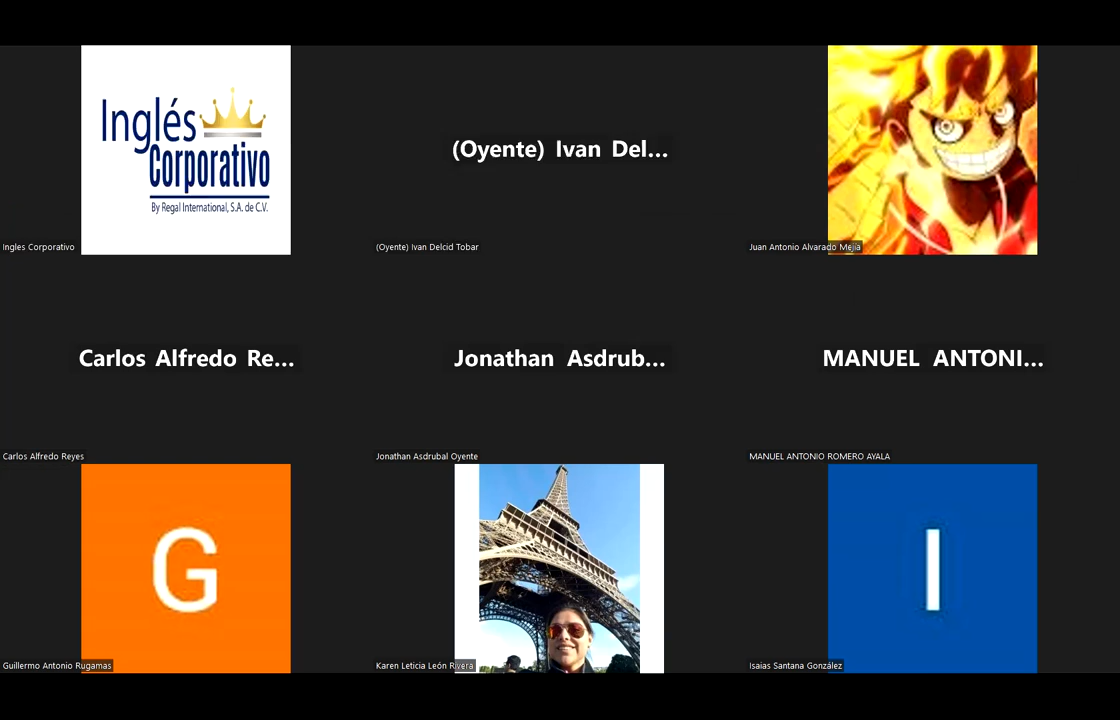 Inglés
Corporativo
By Regal International, S.A. de C.V.
Ingles Corporativo
(Oyente) Ivan Del...
(Oyente) Ivan Delcid Tobar
Juan Antonio Alvarado Mejía
Carlos Alfredo Re...
Carlos Alfredo Reyes
Jonathan Asdrub...
Jonathan Asdrubal Oyente
MANUEL ANTONI...
MANUEL ANTONIO ROMERO AYALA
G
Guillermo Antonio Rugamas
Karen Leticia León Rivera
I
Isaias Santana González